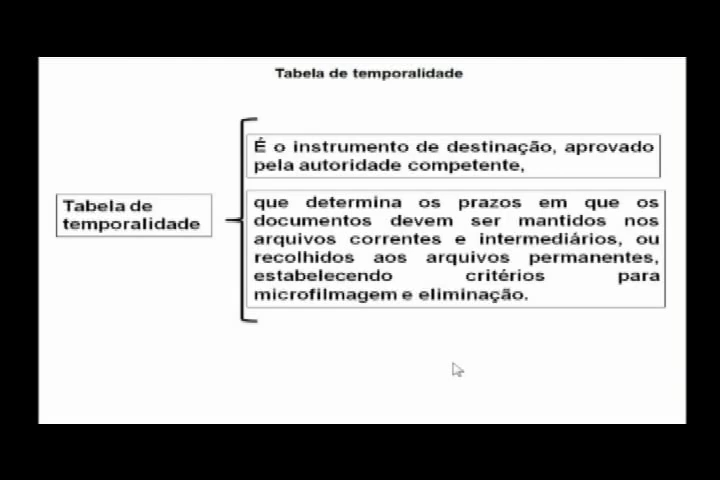 Tabela de temporalidade
Tabela de
temporalidade
É o instrumento de destinação, aprovado
pela autoridade competente,
que determina os prazos em que os
documentos devem ser mantidos nos
arquivos correntes e intermediários, ou
recolhidos aos arquivos permanentes,
estabelecendo critérios para
microfilmagem e eliminação.